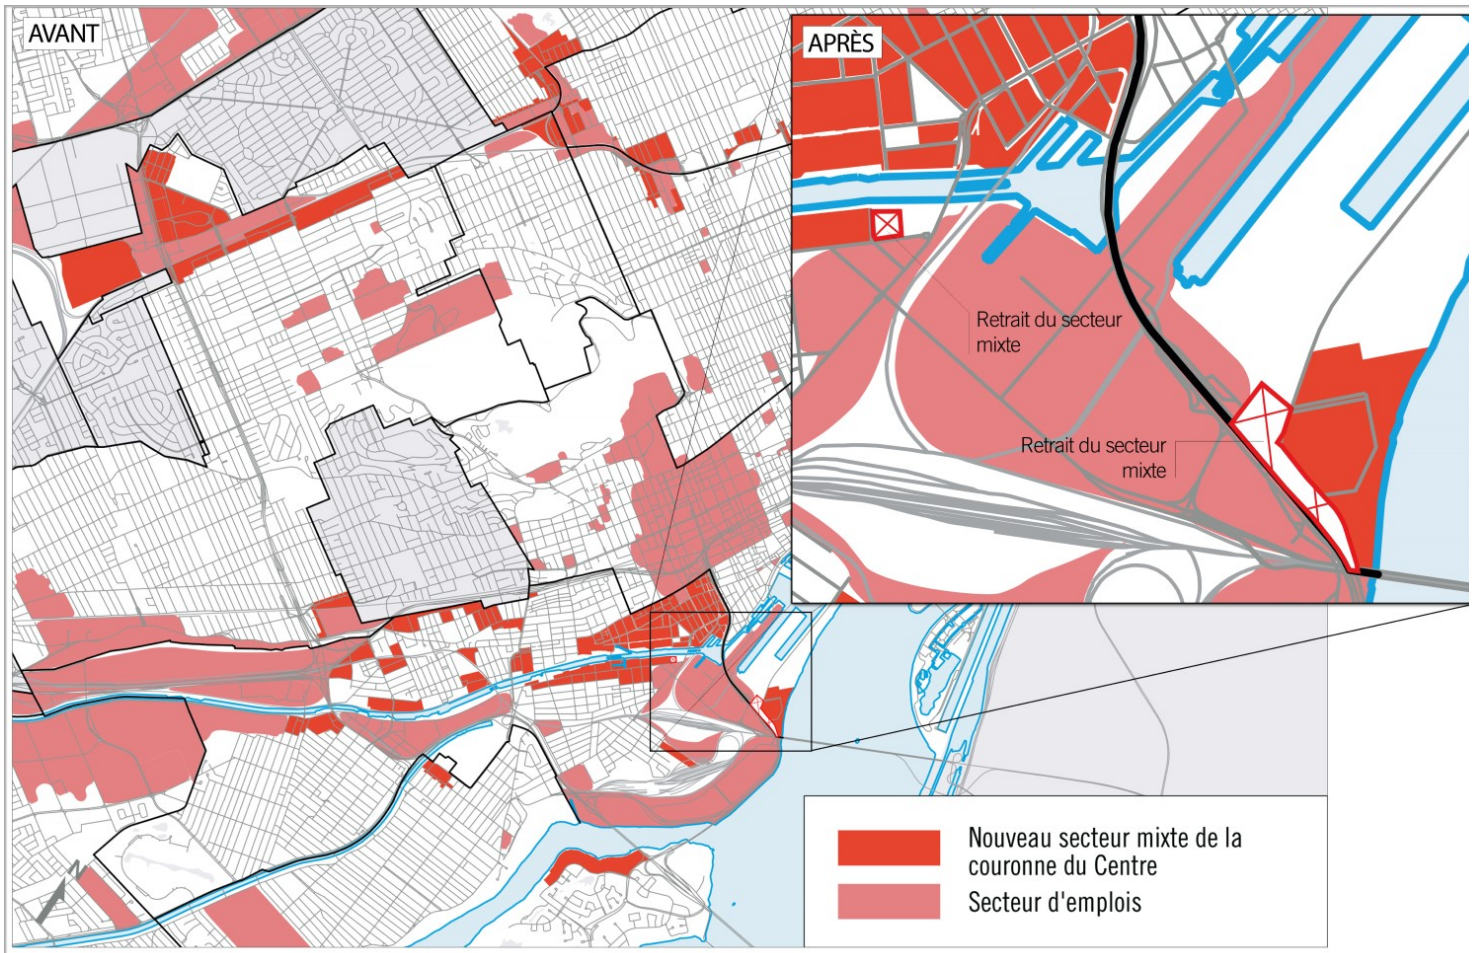 AVANT
APRÈS
Retrait du secteur
mixte
Retrait du secteur
mixte
Nouveau secteur mixte de la
couronne du Centre
Secteur d'emplois
N